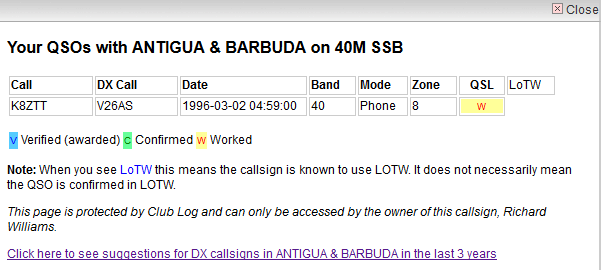 Close
Your QSOs with ANTIGUA & BARBUDA on 40M SSB
Call DX Call Date Band Mode Zone QSL LoTW
K8ZTT V26AS 1996-03-02 04:59:00 40 Phone 8 W
V Verified (awarded) C Confirmed W Worked
Note: When you see LoTW this means the callsign is known to use LOTW. It does not necessarily mean
the QSO is confirmed in LOTW.
This page is protected by Club Log and can only be accessed by the owner of this callsign, Richard
Williams.
Click here to see suggestions for DX callsigns in ANTIGUA & BARBUDA in the last 3 years